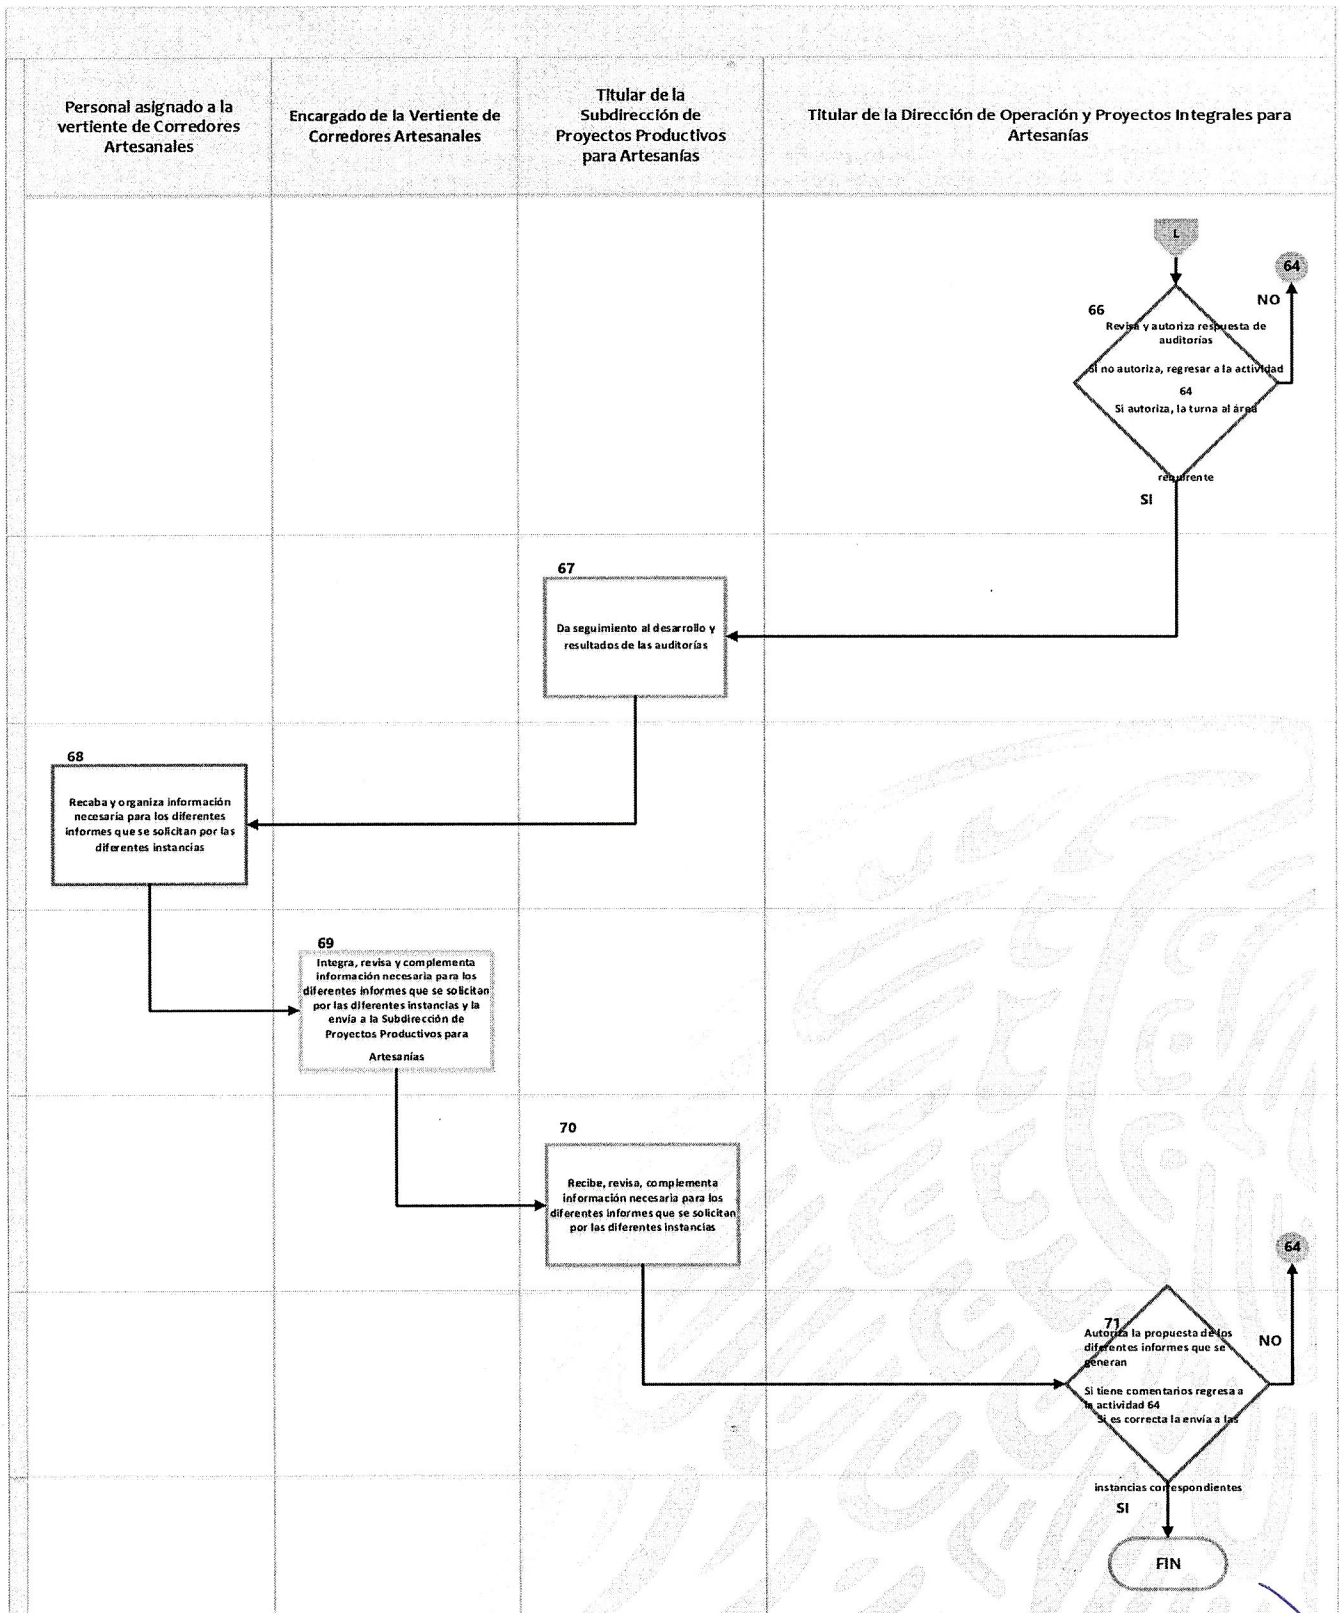 Personal asignado a la
vertiente de Corredores
Artesanales
Encargado de la Vertiente de
Corredores Artesanales
Titular de la
Subdirección de
Proyectos Productivos
para Artesanías
Titular de la Dirección de Operación y Proyectos Integrales para
Artesanías
L
64
NO
66
Revisa y autoriza respuesta de
auditorías
Si no autoriza, regresar a la actividad
64
Si autoriza, la turna al área
requirente
SI
67
Da seguimiento al desarrollo y
resultados de las auditorías
68
Recaba y organiza información
necesaria para los diferentes
informes que se solicitan por las
diferentes instancias
69
Integra, revisa y complementa
información necesaria para los
diferentes informes que se solicitan
por las diferentes instancias y la
envía a la Subdirección de
Proyectos Productivos para
Artesanías
70
Recibe, revisa, complementa
información necesaria para los
diferentes informes que se solicitan
por las diferentes instancias
64
71
NO
Autoriza la propuesta de los
diferentes informes que se
generan
Si tiene comentarios regresa a
la actividad 64
Si es correcta la envía a las
instancias correspondientes
SI
FIN